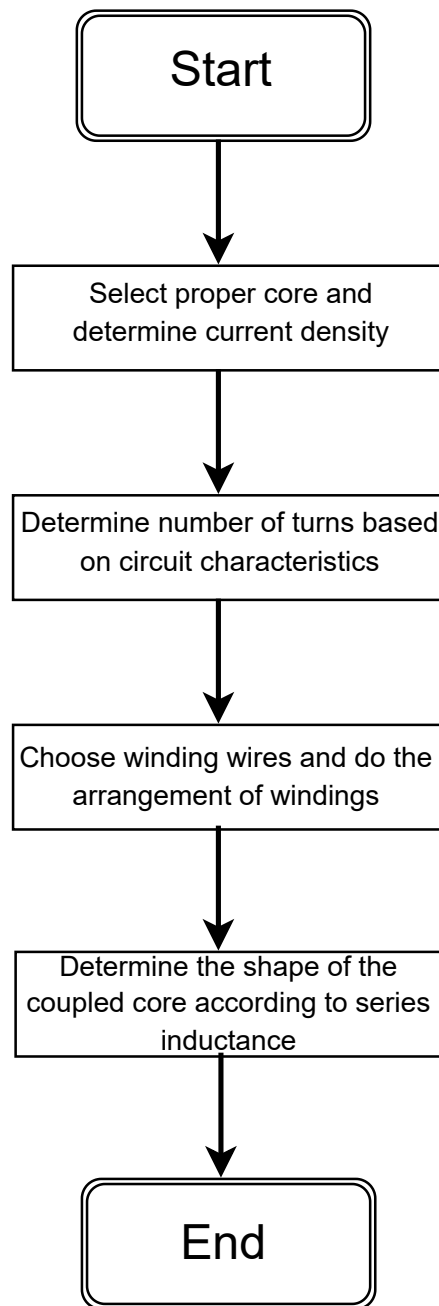 Start
Select proper core and
determine current density
Determine number of turns based
on circuit characteristics
Choose winding wires and do the
arrangement of windings
Determine the shape of the
coupled core according to series
inductance
End